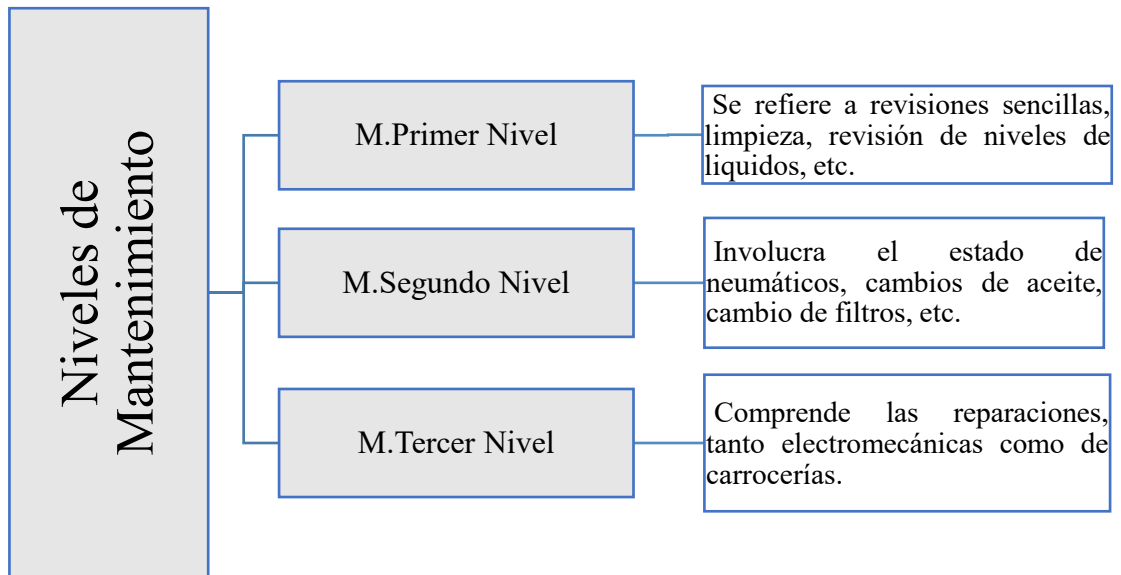 Niveles de
Mantenimiento
M.Primer Nivel
Se refiere a revisiones sencillas,
limpieza, revisión de niveles de
liquidos, etc.
M.Segundo Nivel
Involucra el estado de
neumáticos, cambios de aceite,
cambio de filtros, etc.
M.Tercer Nivel
Comprende las reparaciones,
tanto electromecánicas como de
carrocerías.